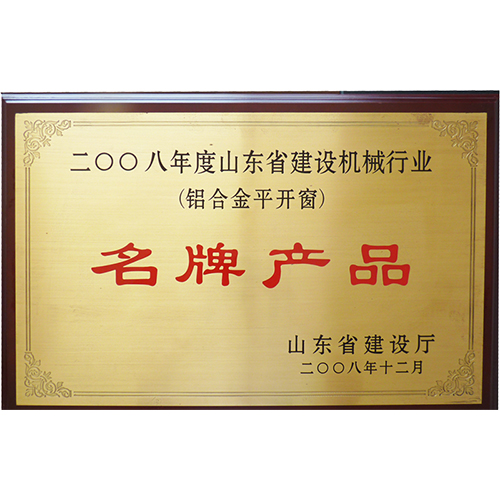 二〇〇八年度山东省建设机械行业
(铝合金平开窗)
名牌产品
山东省建设厅
二〇〇八年十二月